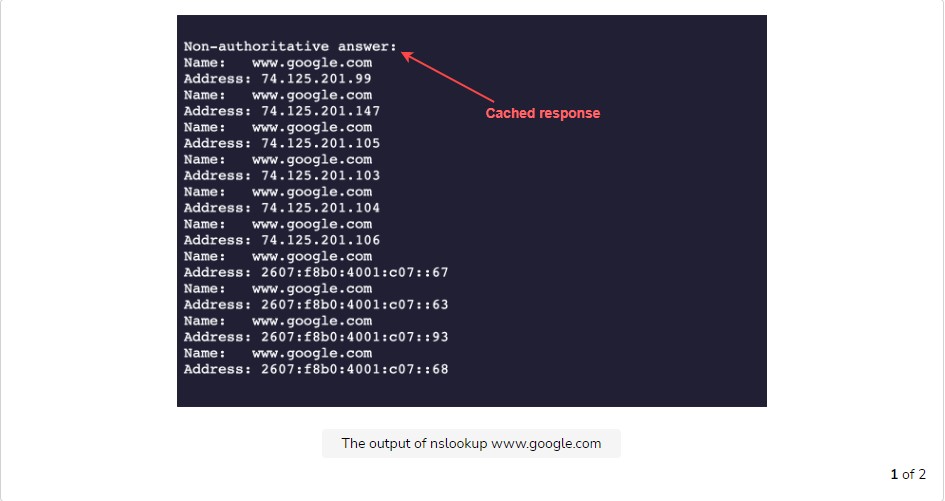 Non-authoritative answer:
Name: www.google.com
Address: 74.125.201.99
Name: www.google.com
Address: 74.125.201.147
Cached response
Name: www.google.com
Address: 74.125.201.105
Name: www.google.com
Address: 74.125.201.103
Name: www.google.com
Address: 74.125.201.104
Name: www.google.com
Address: 74.125.201.106
Name: www.google.com
Address: 2607:f8b0:4001:c07::67
Name: www.google.com
Address: 2607:f8b0:4001:c07::63
Name: www.google.com
Address: 2607:f8b0:4001:c07::93
Name: www.google.com
Address: 2607:f8b0:4001:c07::68
The output of nslookup www.google.com
1 of 2